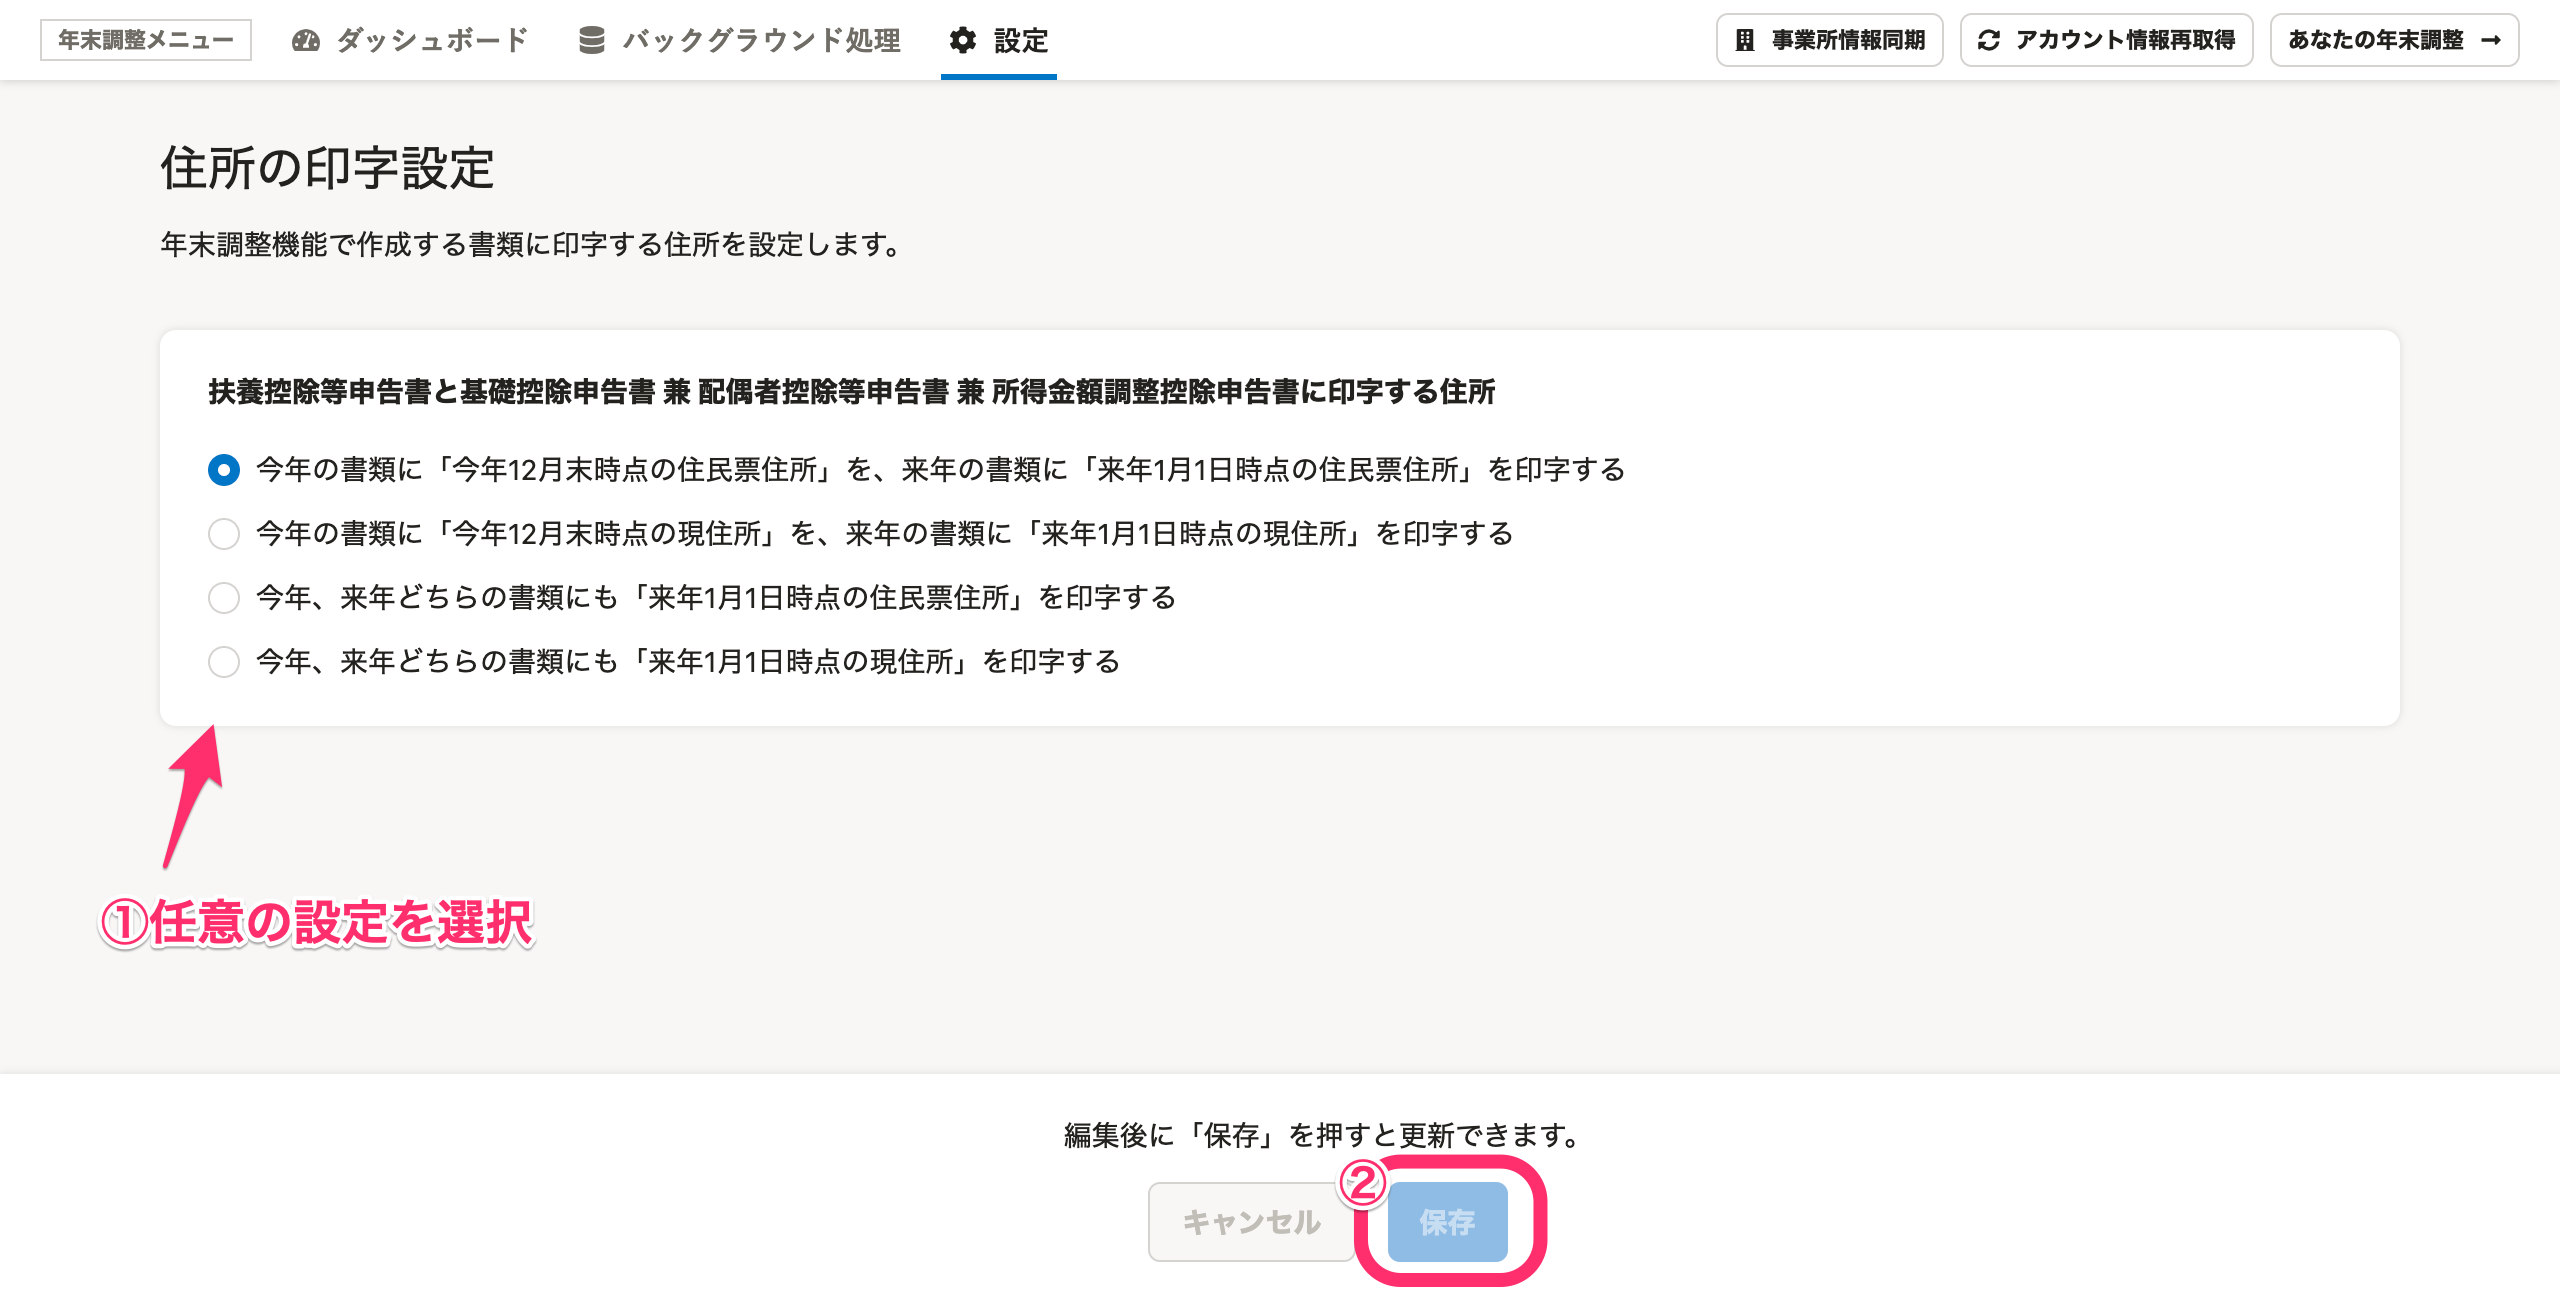 年末調整メニュー ダッシュボード バックグラウンド処理 設定 事業所情報同期 アカウント情報再取得 あなたの年末調整 →
住所の印字設定
年末調整機能で作成する書類に印字する住所を設定します。
扶養控除等申告書と基礎控除申告書 兼 配偶者控除等申告書 兼 所得金額調整控除申告書に印字する住所
今年の書類に「今年12月末時点の住民票住所」を、来年の書類に「来年1月1日時点の住民票住所」を印字する
今年の書類に「今年12月末時点の現住所」を、来年の書類に「来年1月1日時点の現住所」を印字する
今年、来年どちらの書類にも「来年1月1日時点の住民票住所」を印字する
今年、来年どちらの書類にも「来年1月1日時点の現住所」を印字する
①任意の設定を選択
編集後に「保存」を押すと更新できます。
②
キャンセル 保存